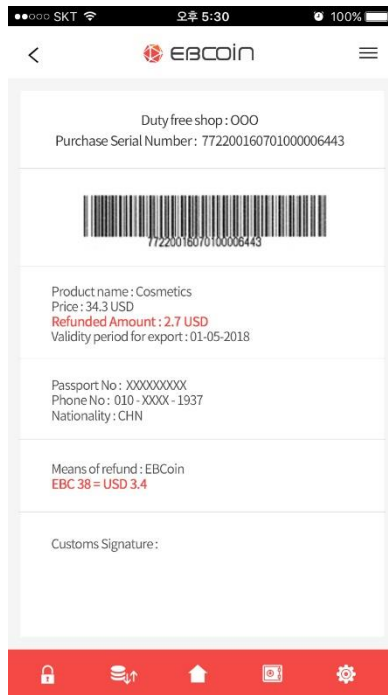 SKT 오후 5:30 100%
EBCOIN
Duty free shop : OOO
Purchase Serial Number : 772200160701000006443
77220016070100006443
Product name : Cosmetics
Price : 34.3 USD
Refunded Amount : 2.7 USD
Validity period for export : 01-05-2018
Passport No : XXXXXXXXX
Phone No : 010 - XXXX - 1937
Nationality : CHN
Means of refund : EBCoin
EBC 38 = USD 3.4
Customs Signature :